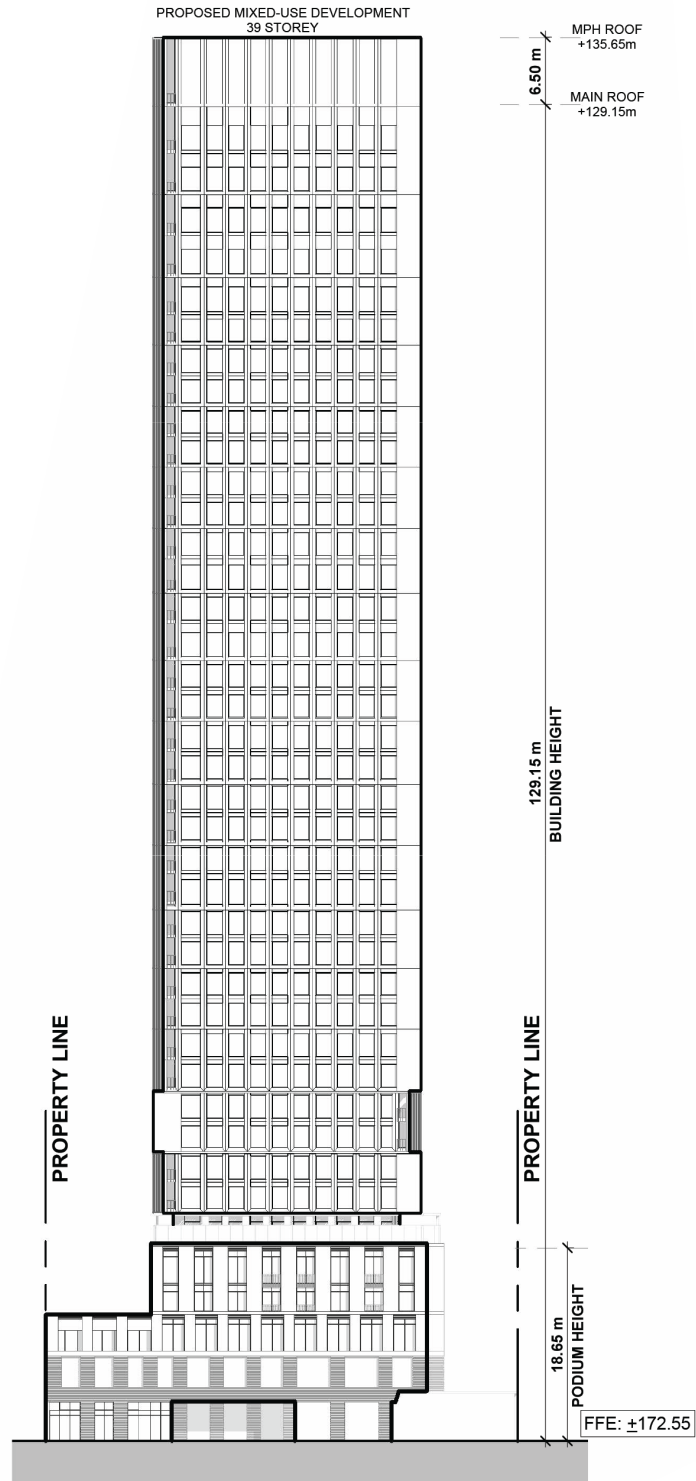 PROPOSED MIXED-USE DEVELOPMENT
39 STOREY
MPH ROOF
+135.65m
6.50 m
MAIN ROOF
+129.15m
129.15 m
BUILDING HEIGHT
PROPERTY LINE
PROPERTY LINE
18.65 m
PODIUM HEIGHT
FFE: ±172.55